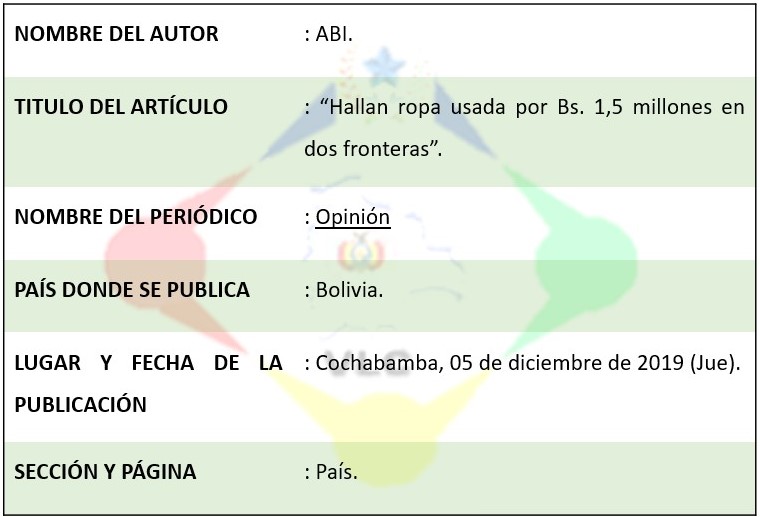 NOMBRE DEL AUTOR : ABI.
TITULO DEL ARTÍCULO : “Hallan ropa usada por Bs. 1,5 millones en
dos fronteras”.
NOMBRE DEL PERIÓDICO : Opinión
PAÍS DONDE SE PUBLICA : Bolivia.
LUGAR Y FECHA DE LA : Cochabamba, 05 de diciembre de 2019 (Jue).
PUBLICACIÓN
SECCIÓN Y PÁGINA : País.
VLG